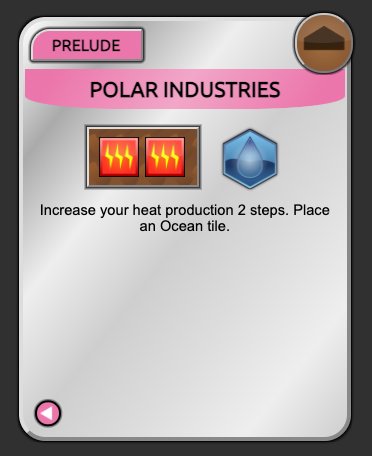 PRELUDE
POLAR INDUSTRIES
Increase your heat production 2 steps. Place
an Ocean tile.